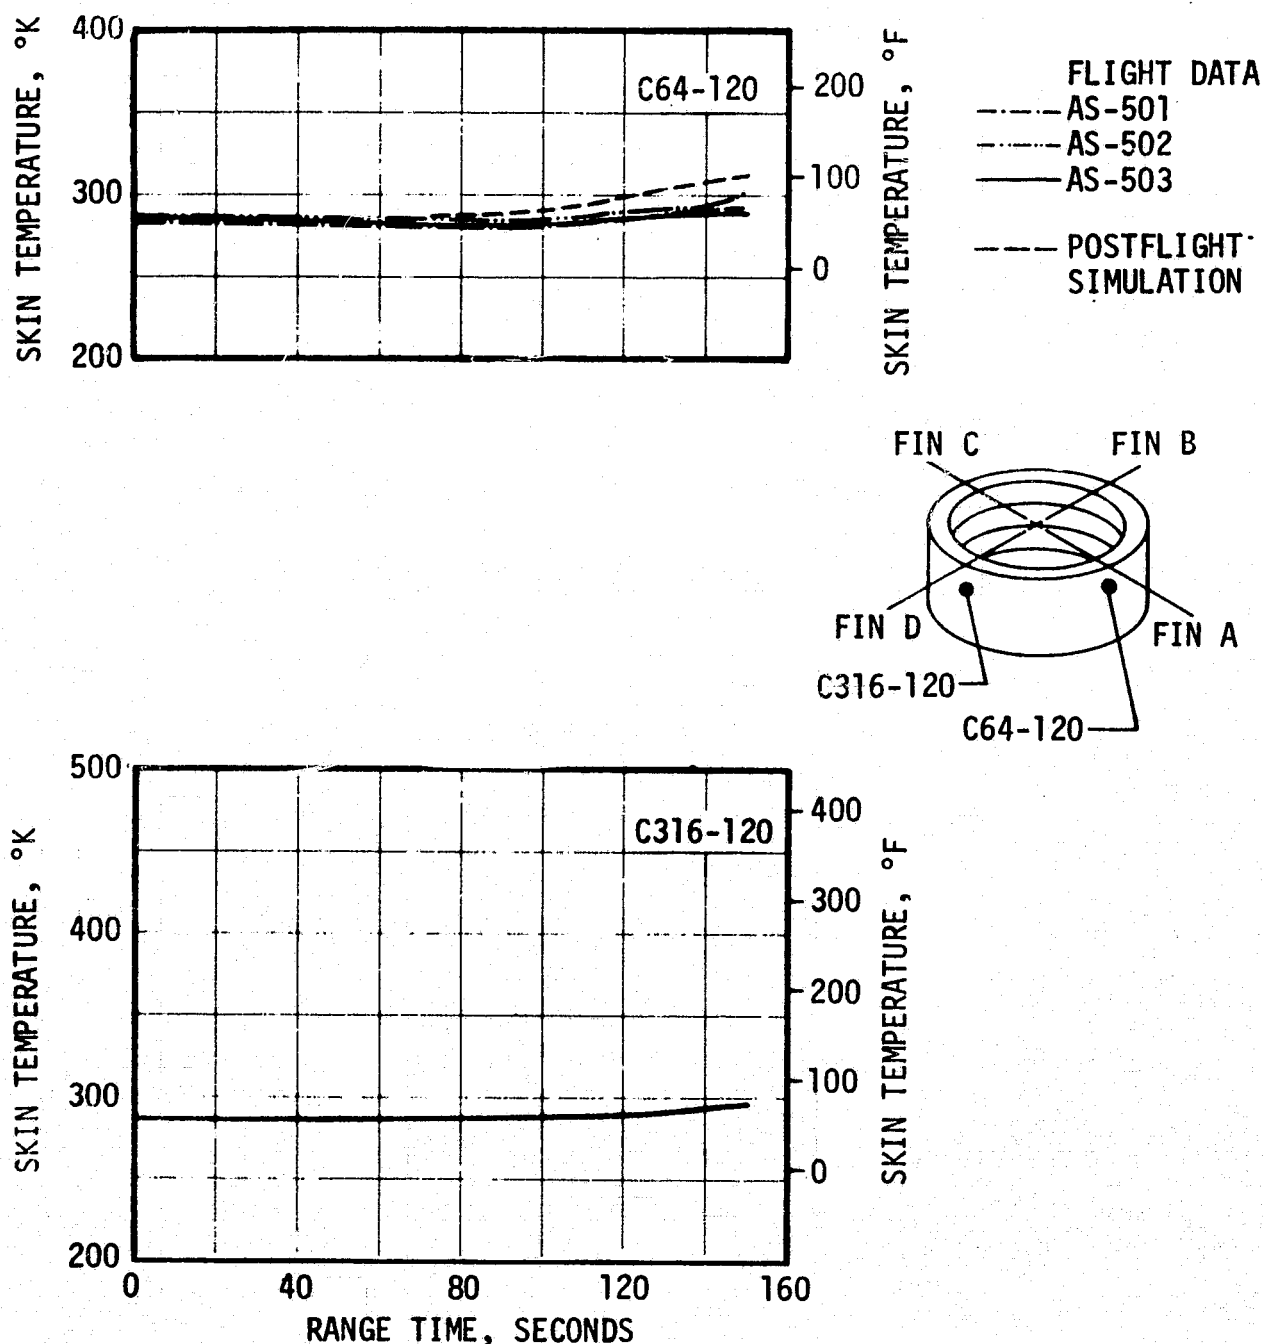 SKIN TEMPERATURE, °K
400
300
200
C64-120
200
100
0
SKIN TEMPERATURE, °F
FLIGHT DATA
AS-501
AS-502
AS-503
POSTFLIGHT
SIMULATION
FIN C
FIN B
FIN D
FIN A
C316-120
C64-120
SKIN TEMPERATURE, °K
500
400
300
200
C316-120
400
300
200
100
0
SKIN TEMPERATURE, °F
0 40 80 120 160
RANGE TIME, SECONDS